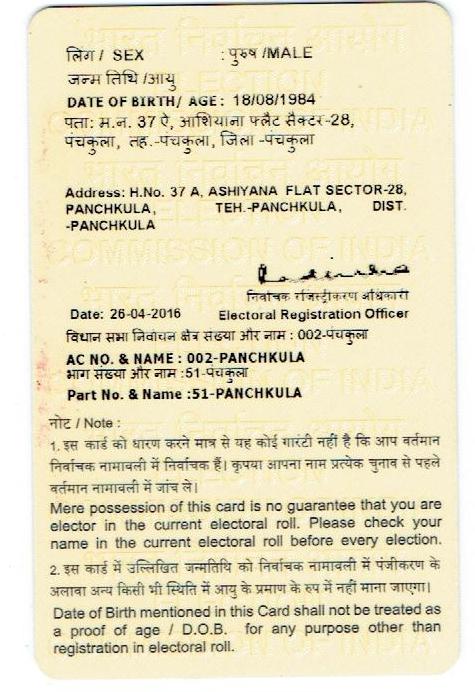 लिंग / SEX : पुरुष /MALE
जन्म तिथि /आयु
DATE OF BIRTH/ AGE: 18/08/1984
पता: म.न. 37 ऐ, आशियाना फ्लैट सैक्टर-28,
पंचकुला, तह.-पंचकुला, जिला -पंचकुला
Address: H.No. 37 A, ASHIYANA FLAT SECTOR-28,
PANCHKULA, TEH.-PANCHKULA, DIST.
-PANCHKULA
निर्वाचक रजिस्ट्रीकरण अधिकारी
Date: 26-04-2016 Electoral Registration Officer
विधान सभा निर्वाचन क्षेत्र संख्या और नाम : 002-पंचकुला
AC NO. & NAME : 002-PANCHKULA
भाग संख्या और नाम :51-पंचकुला
Part No. & Name :51-PANCHKULA
नोट / Note :
1. इस कार्ड को धारण करने मात्र से यह कोई गारंटी नहीं है कि आप वर्तमान
निर्वाचक नामावली में निर्वाचक हैं। कृपया आपना नाम प्रत्येक चुनाव से पहले
वर्तमान नामावली में जांच ले।
Mere possession of this card is no guarantee that you are
elector in the current electoral roll. Please check your
name in the current electoral roll before every election.
2. इस कार्ड में उल्लिखित जन्मतिथि को निर्वाचक नामावली में पंजीकरण के
अलावा अन्य किसी भी स्थिति में आयु के प्रमाण के रुप में नहीं माना जाएगा।
Date of Birth mentioned in this Card shall not be treated as
a proof of age / D.O.B. for any purpose other than
registration in electoral roll.